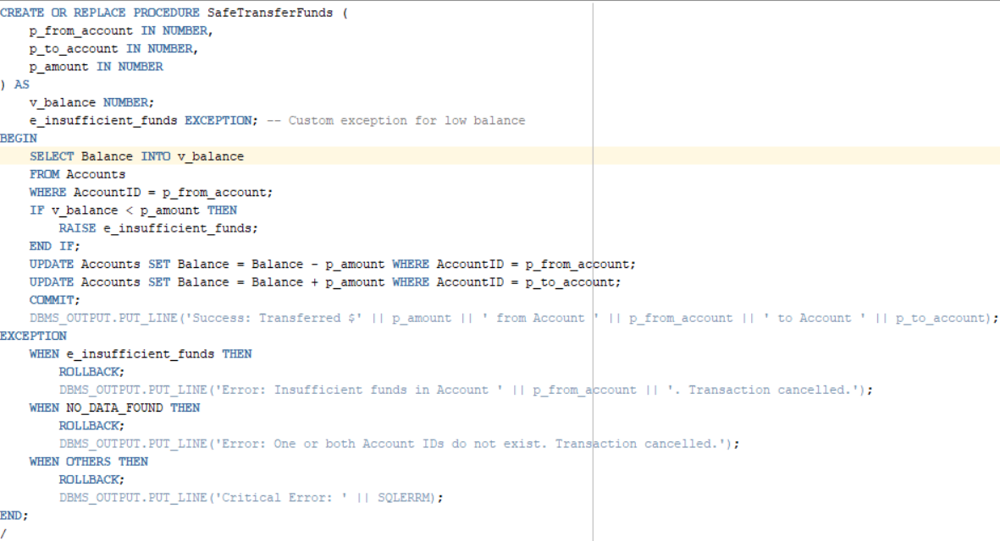 CREATE OR REPLACE PROCEDURE SafeTransferFunds (
    p_from_account IN NUMBER,
    p_to_account IN NUMBER,
    p_amount IN NUMBER
) AS
    v_balance NUMBER;
    e_insufficient_funds EXCEPTION; -- Custom exception for low balance
BEGIN
    SELECT Balance INTO v_balance
    FROM Accounts
    WHERE AccountID = p_from_account;
    IF v_balance < p_amount THEN
        RAISE e_insufficient_funds;
    END IF;
    UPDATE Accounts SET Balance = Balance - p_amount WHERE AccountID = p_from_account;
    UPDATE Accounts SET Balance = Balance + p_amount WHERE AccountID = p_to_account;
    COMMIT;
    DBMS_OUTPUT.PUT_LINE('Success: Transferred $' || p_amount || ' from Account ' || p_from_account || ' to Account ' || p_to_account);
EXCEPTION
    WHEN e_insufficient_funds THEN
        ROLLBACK;
        DBMS_OUTPUT.PUT_LINE('Error: Insufficient funds in Account ' || p_from_account || '. Transaction cancelled.');
    WHEN NO_DATA_FOUND THEN
        ROLLBACK;
        DBMS_OUTPUT.PUT_LINE('Error: One or both Account IDs do not exist. Transaction cancelled.');
    WHEN OTHERS THEN
        ROLLBACK;
        DBMS_OUTPUT.PUT_LINE('Critical Error: ' || SQLERRM);
END;
/